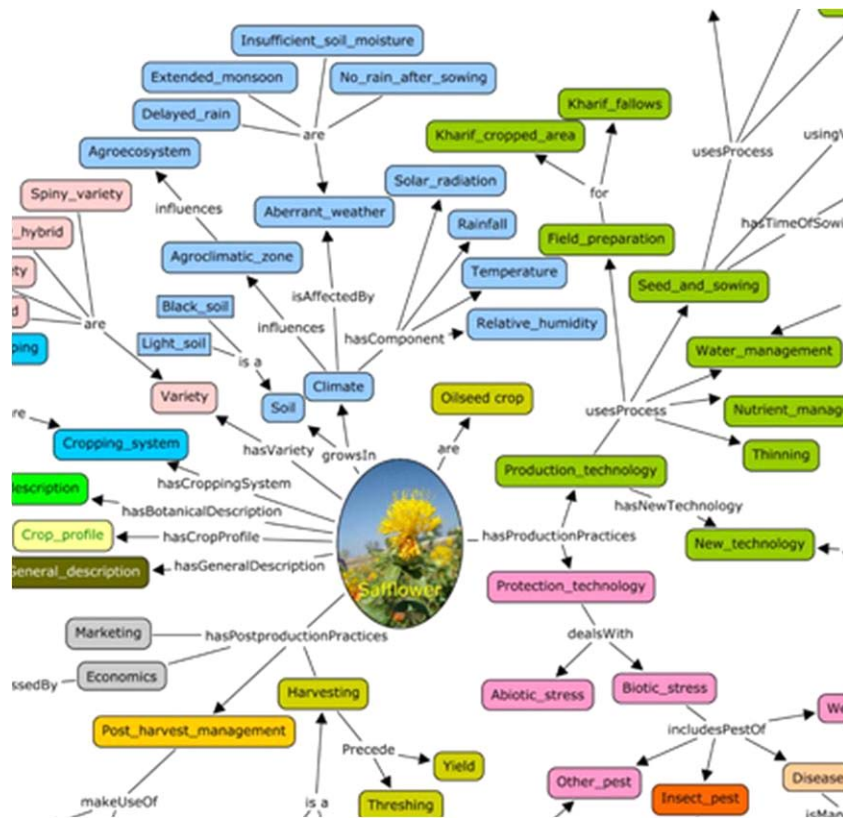 Insufficient_soil_moisture
Extended_monsoon
No_rain_after_sowing
Delayed_rain
are
Agroecosystem
Kharif_fallows
Kharif_cropped_area
usesProcess
Solar_radiation
for
Spiny_variety
influences
Aberrant_weather
Rainfall
_hybrid
Field_preparation
Agroclimatic_zone
Temperature
Seed_and_sowing
isAffectedBy
Black_soil
influences
hasComponent
Relative_humidity
are
Light_soil
is a
Water_management
Climate
Variety
Soil
Oilseed crop
usesProcess
Nutrient_manag
Cropping_system
hasVariety
growsIn
are
Thinning
Production_technology
hasCroppingSystem
hasBotanicalDescription
hasNewTechnology
Crop_profile
hasCropProfile
hasProductionPractices
New_technology
General_description
hasGeneralDescription
Safflower
Protection_technology
Marketing
hasPostproductionPractices
dealsWith
Economics
ssedBy
Harvesting
Abiotic_stress
Biotic_stress
Post_harvest_management
includesPestOf
Precede
Yield
Other_pest
Disease
makeUseOf
is a
Threshing
Insect_pest